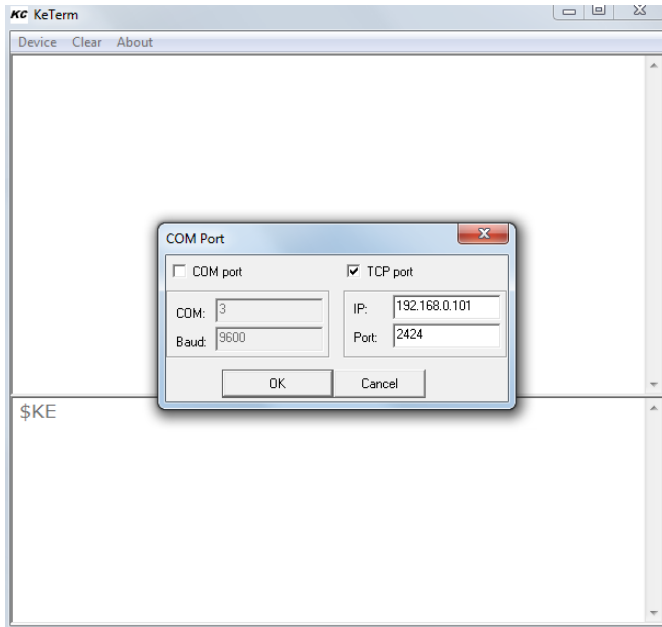 KC KeTerm
Device Clear About
COM Port
COM port
TCP port
COM: 3
Baud: 9600
IP: 192.168.0.101
Port: 2424
OK Cancel
$KE